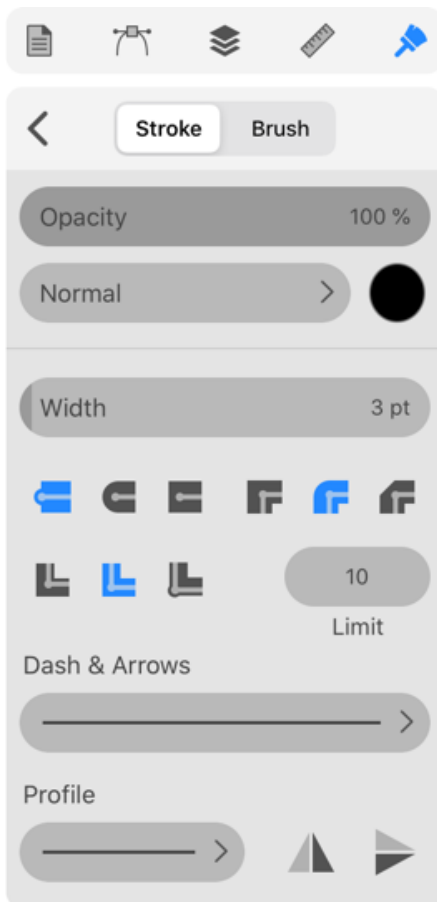 Stroke Brush
Opacity 100 %
Normal
Width 3 pt
10
Limit
Dash & Arrows
Profile